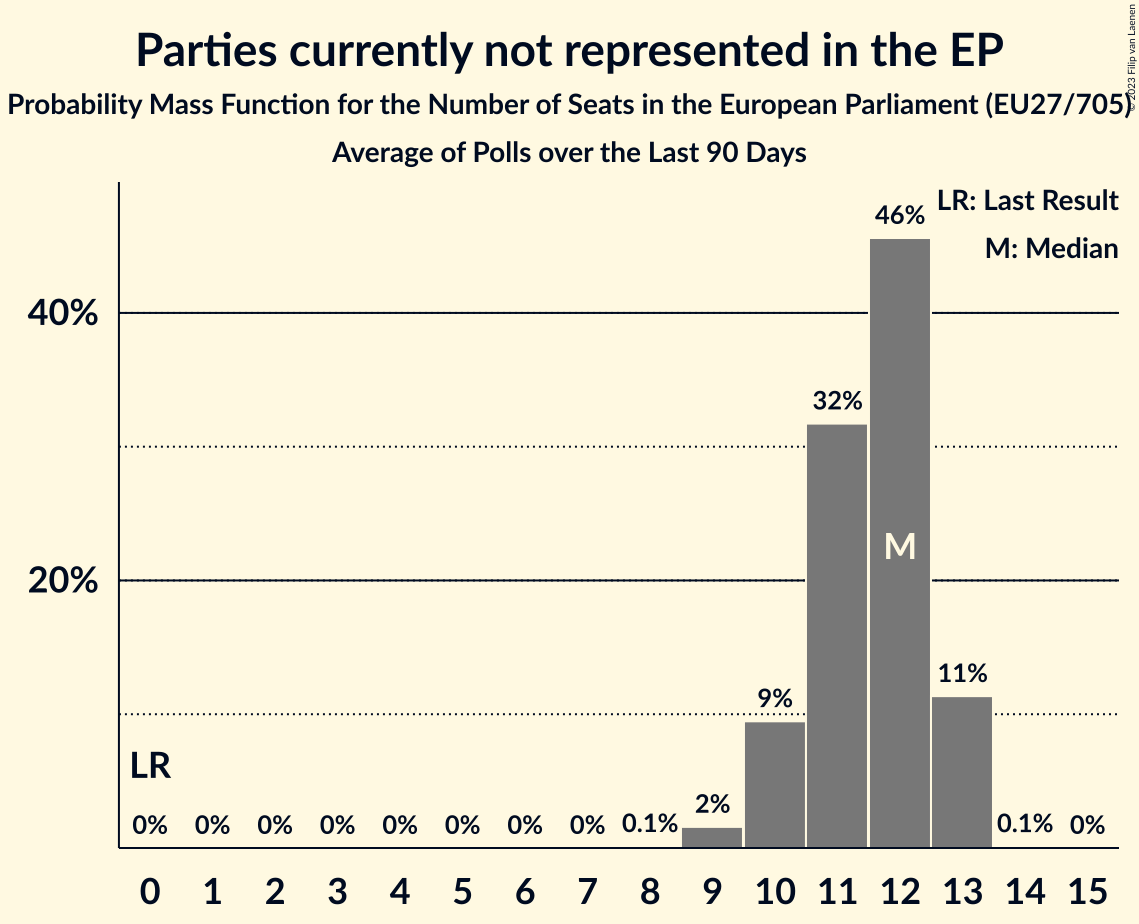 Parties currently not represented in the EP
Probability Mass Function for the Number of Seats in the European Parliament (EU27/705)
Average of Polls over the Last 90 Days
© 2023 Filip van Laenen
LR: Last Result
M: Median
40%
20%
46%
32%
M
11%
9%
LR
2%
0% 0% 0% 0% 0% 0% 0% 0% 0.1% 0.1% 0%
0 1 2 3 4 5 6 7 8 9 10 11 12 13 14 15